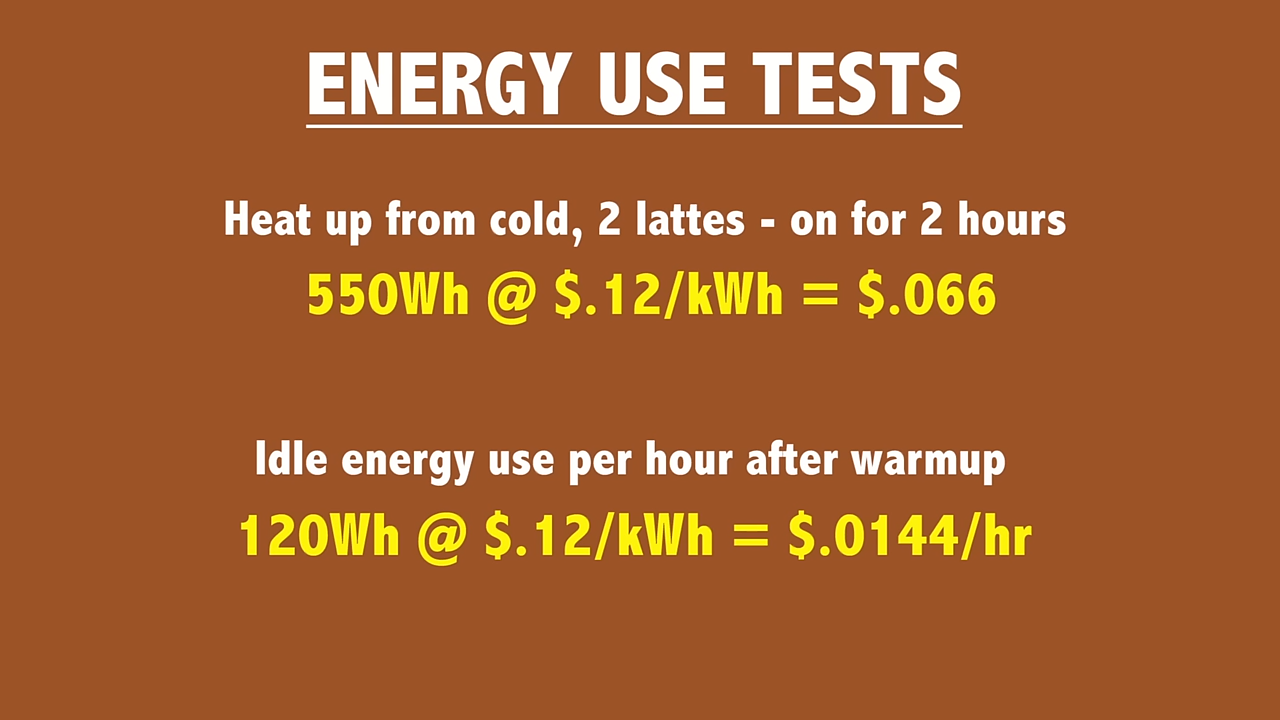 ENERGY USE TESTS
Heat up from cold, 2 lattes - on for 2 hours
550Wh @ $.12/kWh = $.066
Idle energy use per hour after warmup
120Wh @ $.12/kWh = $.0144/hr